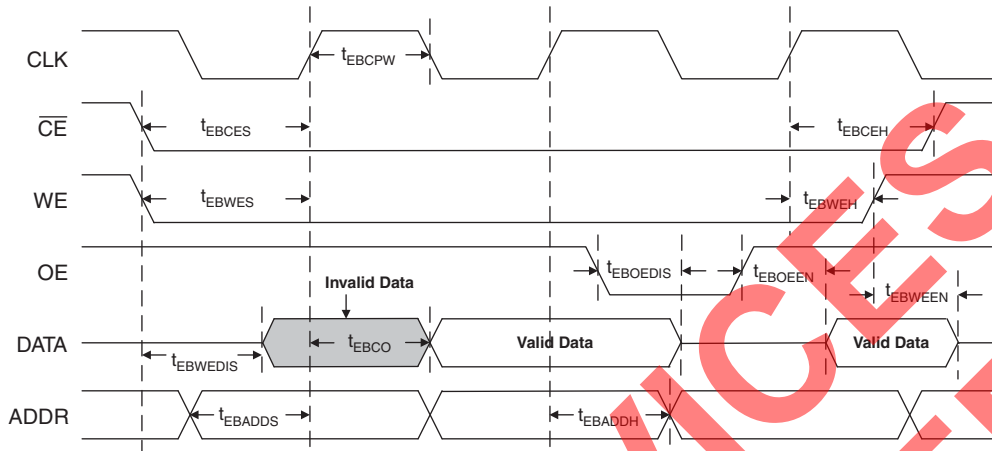 CLK
tEBCPW
CE
tEBCES
tEBCEH
WE
tEBWES
tEBWEH
OE
tEBOEDIS
tEBOEEN
tEBWEEN
Invalid Data
DATA
tEBCO
Valid Data
Valid Data
tEBWEDIS
ADDR
tEBADDS
tEBADDH